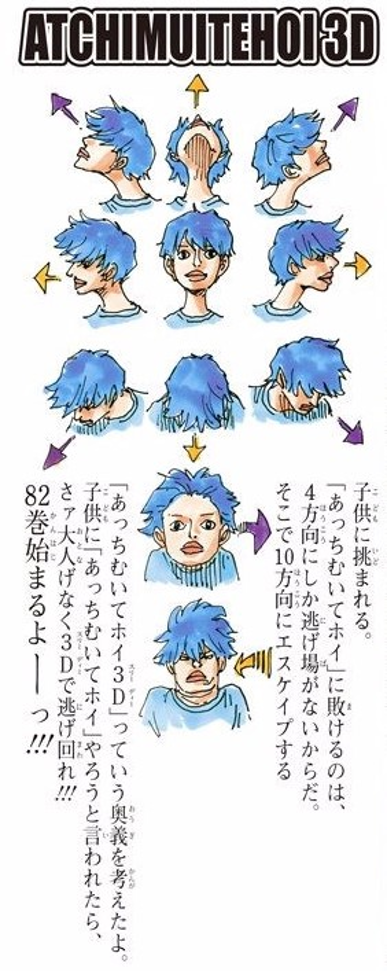 ATCHIMUITEHOI 3D
子供に挑まれる。
「あっちむいてホイ」に敗けるのは、
4方向にしか逃げ場がないからだ。
そこで10方向にエスケイプする
「あっちむいてホイ3D」っていう奥義を考えたよ。
子供に「あっちむいてホイ」やろうと言われたら、
さァ大人げなく3Dで逃げ回れ!!!
82巻始まるよーーっ!!!